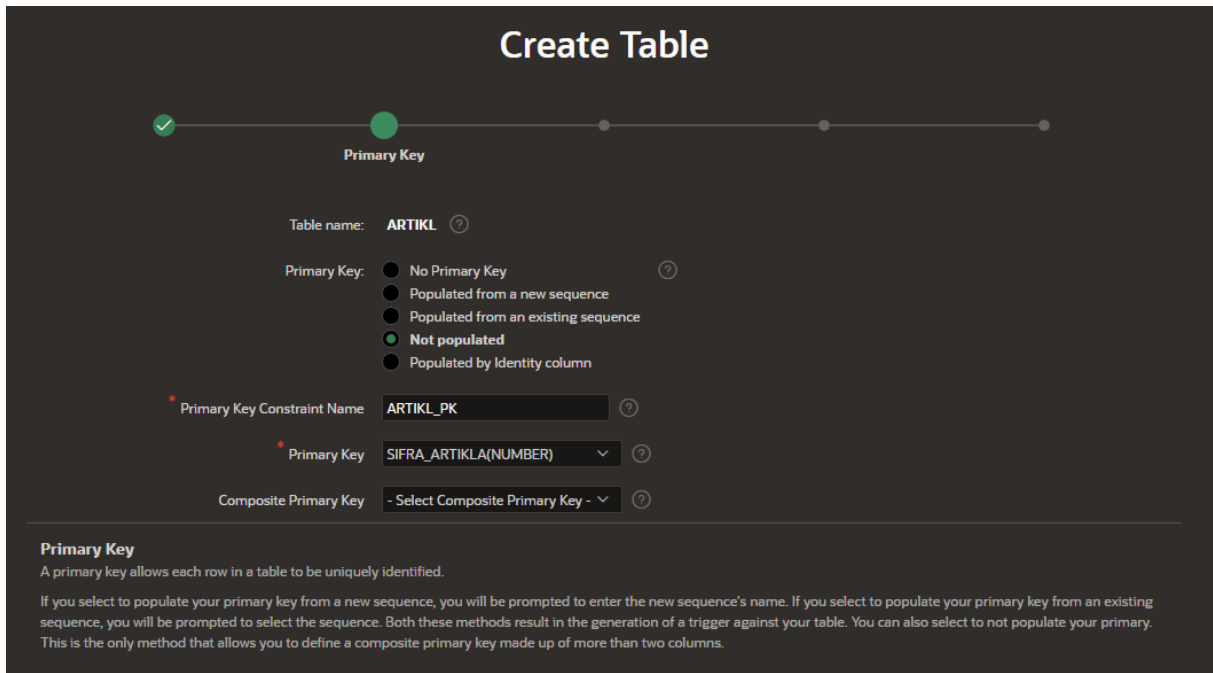 Create Table
Primary Key
Table name: ARTIKL ?
Primary Key: No Primary Key ?
Populated from a new sequence
Populated from an existing sequence
Not populated
Populated by Identity column
* Primary Key Constraint Name ARTIKL_PK ?
* Primary Key SIFRA_ARTIKLA(NUMBER) ?
Composite Primary Key - Select Composite Primary Key - ?
Primary Key
A primary key allows each row in a table to be uniquely identified.
If you select to populate your primary key from a new sequence, you will be prompted to enter the new sequence's name. If you select to populate your primary key from an existing
sequence, you will be prompted to select the sequence. Both these methods result in the generation of a trigger against your table. You can also select to not populate your primary.
This is the only method that allows you to define a composite primary key made up of more than two columns.